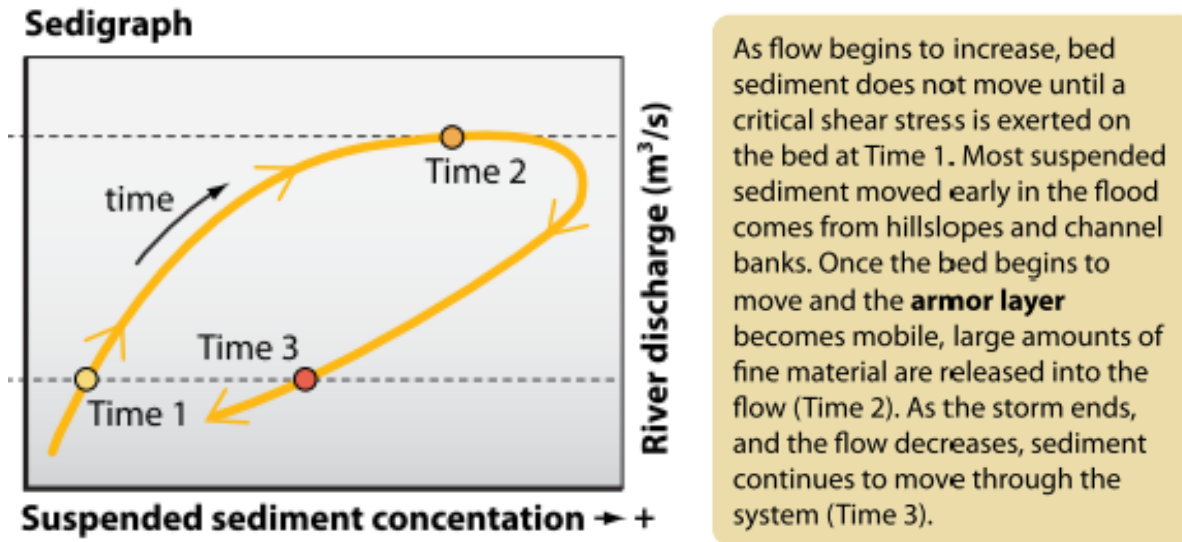 Sedigraph
time
Time 2
Time 3
Time 1
River discharge (m³/s)
Suspended sediment concentration → +
As flow begins to increase, bed
sediment does not move until a
critical shear stress is exerted on
the bed at Time 1. Most suspended
sediment moved early in the flood
comes from hillslopes and channel
banks. Once the bed begins to
move and the armor layer
becomes mobile, large amounts of
fine material are released into the
flow (Time 2). As the storm ends,
and the flow decreases, sediment
continues to move through the
system (Time 3).